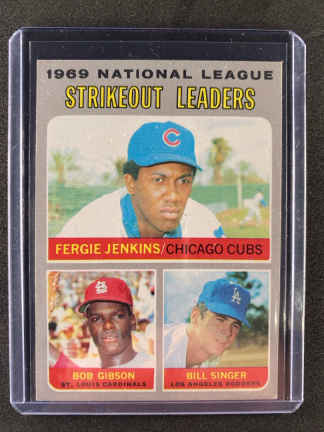 1969 NATIONAL LEAGUE
STRIKEOUT LEADERS
C
FERGIE JENKINS/CHICAGO CUBS
BOB GIBSON
ST. LOUIS CARDINALS
BILL SINGER
LOS ANGELES DODGERS